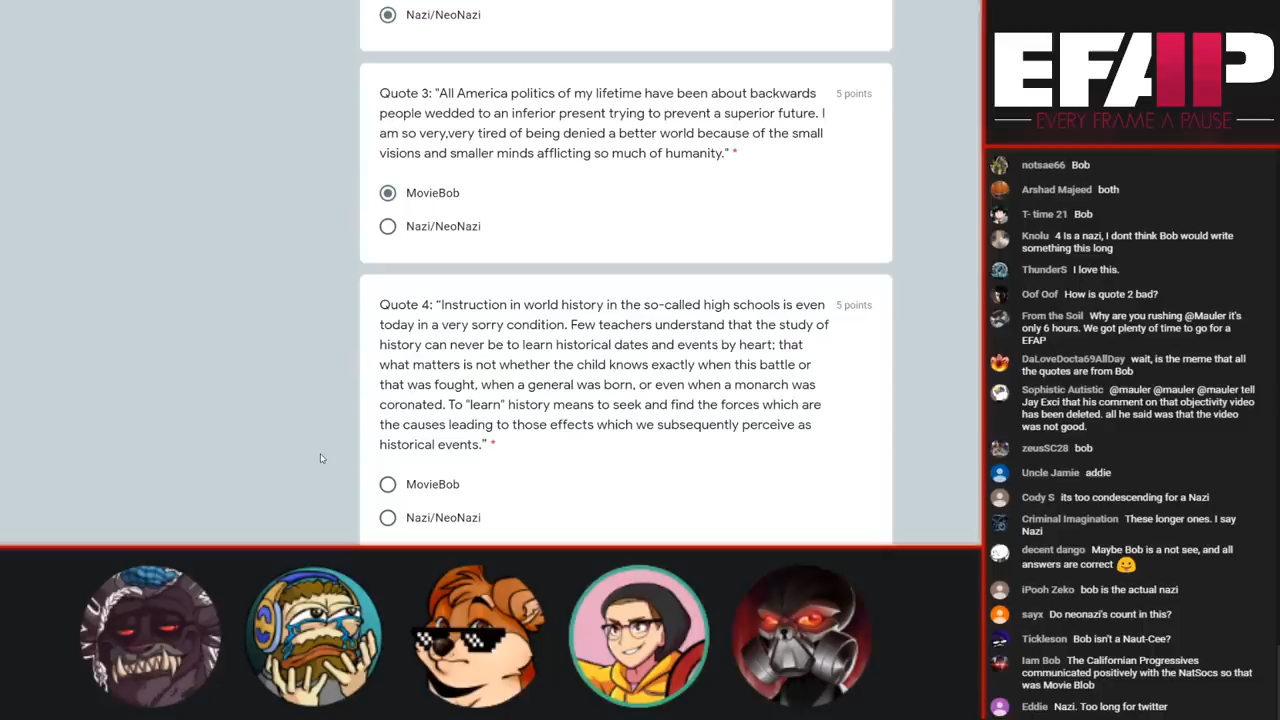 Nazi/NeoNazi
Quote 3: "All America politics of my lifetime have been about backwards
people wedded to an inferior present trying to prevent a superior future. I
am so very,very tired of being denied a better world because of the small
visions and smaller minds afflicting so much of humanity." *
5 points
MovieBob
Nazi/NeoNazi
Quote 4: “Instruction in world history in the so-called high schools is even
today in a very sorry condition. Few teachers understand that the study of
history can never be to learn historical dates and events by heart; that
what matters is not whether the child knows exactly when this battle or
that was fought, when a general was born, or even when a monarch was
coronated. To "learn" history means to seek and find the forces which are
the causes leading to those effects which we subsequently perceive as
historical events.” *
5 points
MovieBob
Nazi/NeoNazi
EFAP
EVERY FRAME A PAUSE
notsae66 Bob
Arshad Majeed both
T- time 21 Bob
Knolu 4 Is a nazi, I dont think Bob would write
something this long
ThunderS I love this.
Oof Oof How is quote 2 bad?
From the Soil Why are you rushing @Mauler it's
only 6 hours. We got plenty of time to go for a
EFAP
DaLoveDocta69AllDay wait, is the meme that all
the quotes are from Bob
Sophistic Autistic @mauler @mauler @mauler tell
Jay Exci that his comment on that objectivity video
has been deleted. all he said was that the video
was not good.
zeusSC28 bob
Uncle Jamie addie
Cody S its too condescending for a Nazi
Criminal Imagination These longer ones. I say
Nazi
decent dango Maybe Bob is a not see, and all
answers are correct
iPooh Zeko bob is the actual nazi
sayx Do neonazi's count in this?
Tickleson Bob isn't a Naut-Cee?
Iam Bob The Californian Progressives
communicated positively with the NatSocs so that
was Movie Blob
Eddie Nazi. Too long for twitter